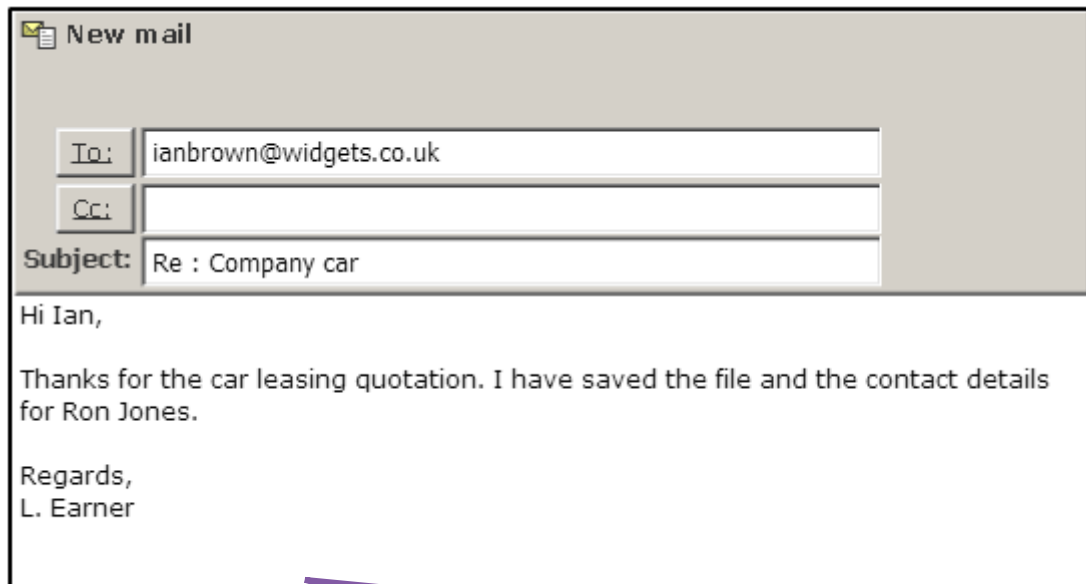 New mail
To: ianbrown@widgets.co.uk
Cc:
Subject: Re : Company car
Hi Ian,
Thanks for the car leasing quotation. I have saved the file and the contact details
for Ron Jones.
Regards,
L. Earner